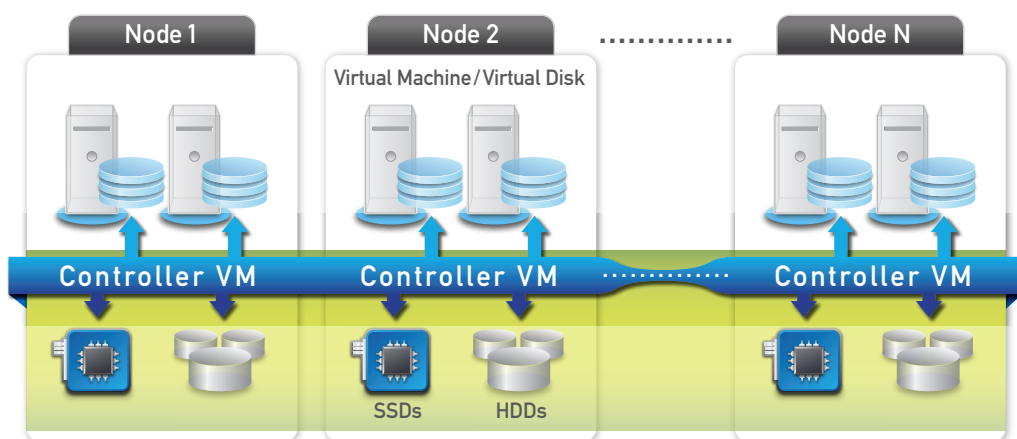 Node 1
Node 2
..............
Node N
Virtual Machine/Virtual Disk
Controller VM
Controller VM
..............
Controller VM
SSDs
HDDs